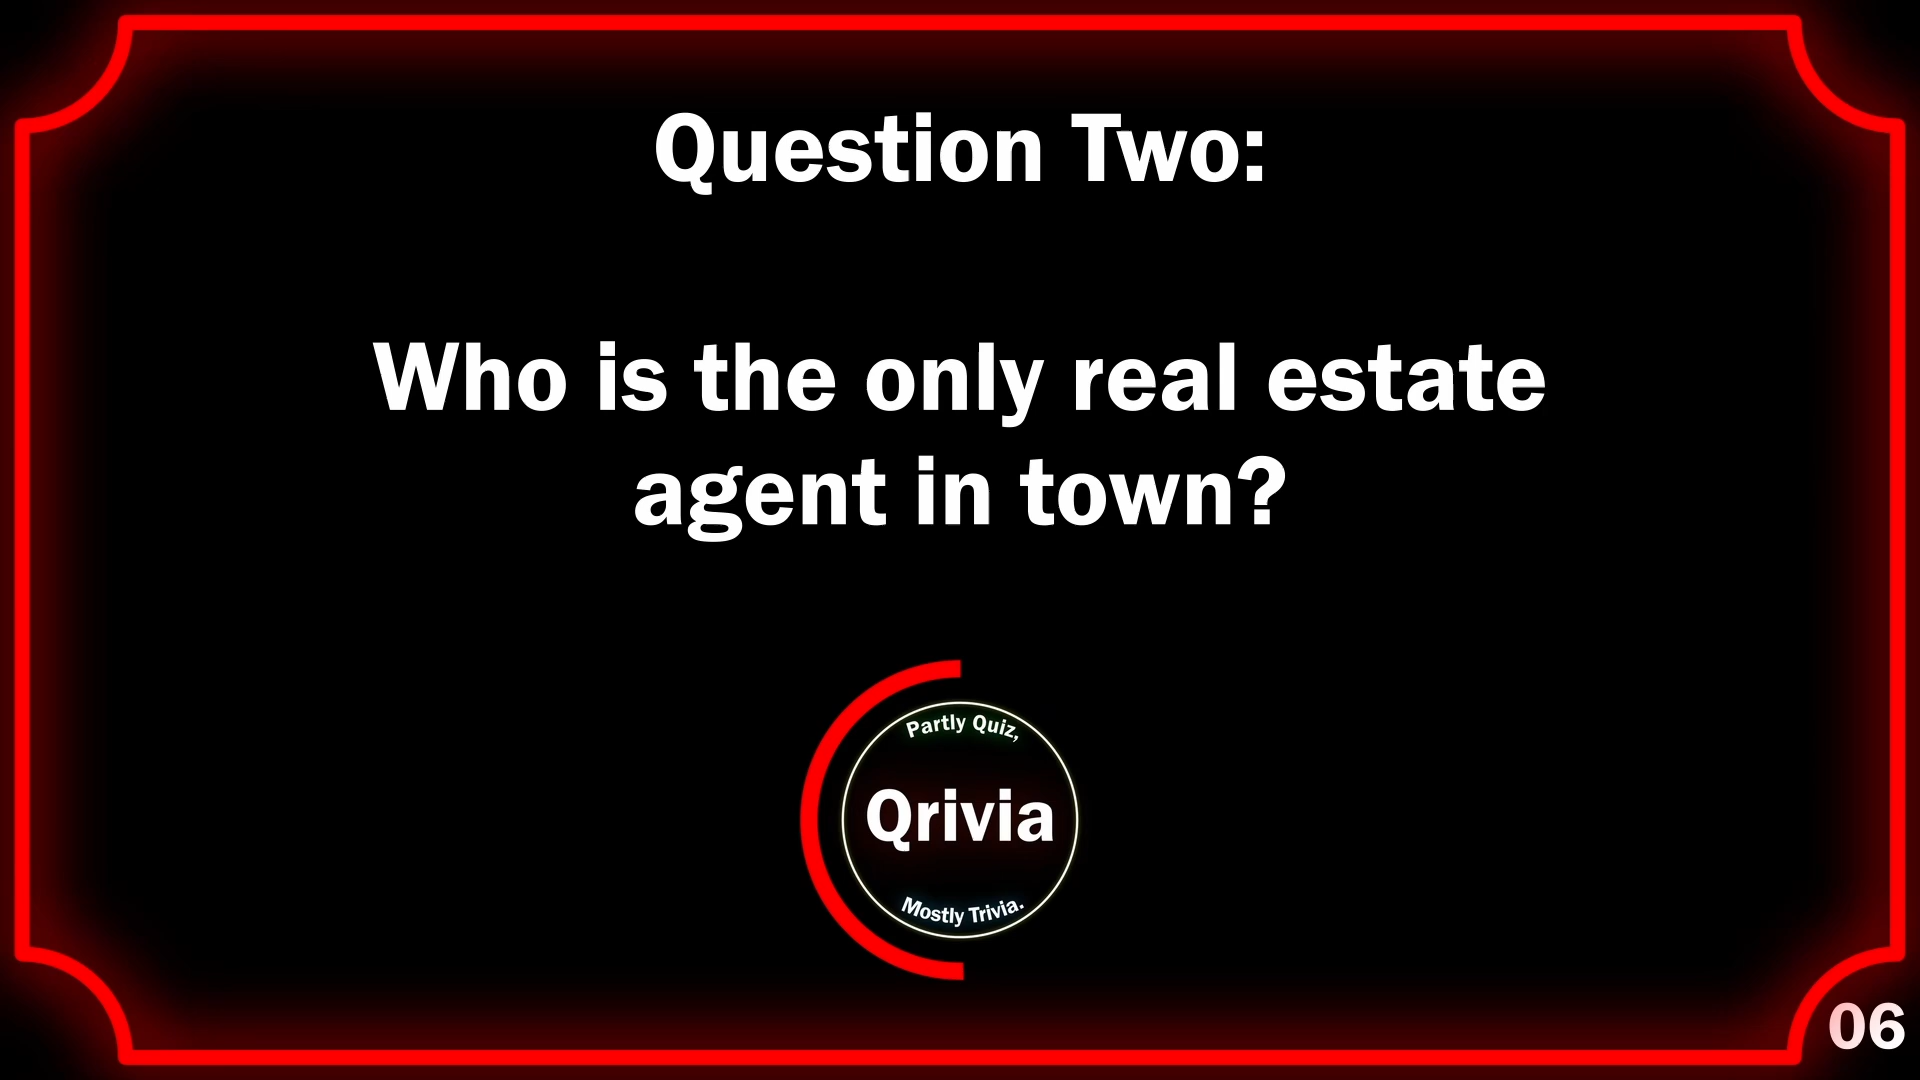 Question Two:
Who is the only real estate
agent in town?
Partly Quiz,
Qrivia
Mostly Trivia.
06